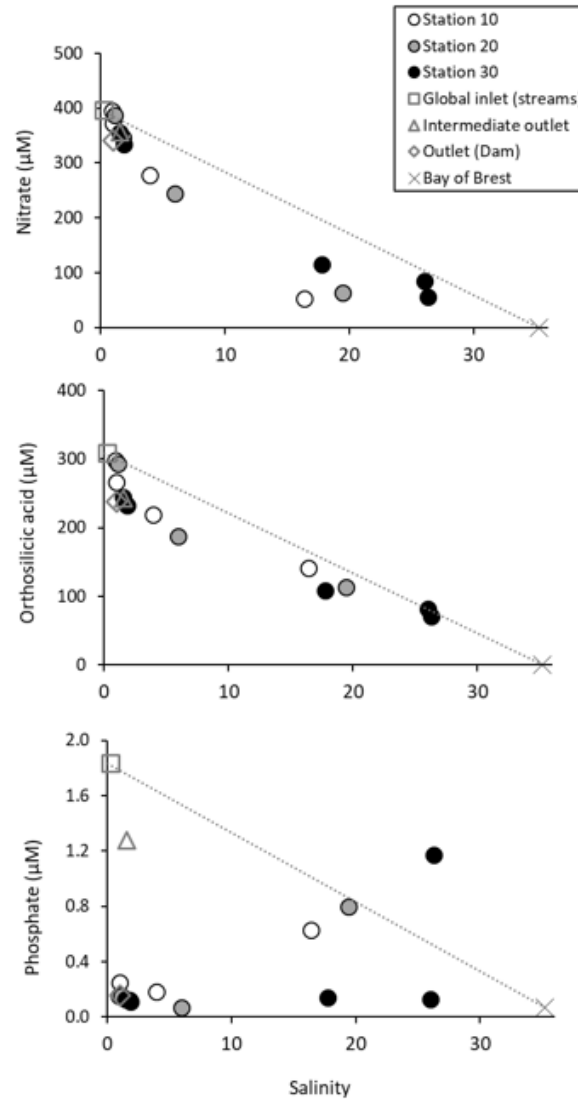 Station 10
Station 20
Station 30
Global inlet (streams)
Intermediate outlet
Outlet (Dam)
Bay of Brest
500
400
300
200
100
0
Nitrate (µM)
0 10 20 30
400
300
200
100
0
Orthosilicic acid (µM)
0 10 20 30
2.0
1.6
1.2
0.8
0.4
0.0
Phosphate (µM)
0 10 20 30
Salinity